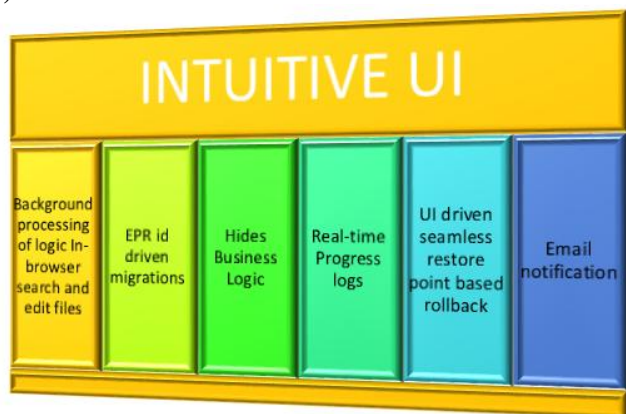 )
INTUITIVE UI
Background
processing
of logic In-
browser
search and
edit files
EPR id
driven
migrations
Hides
Business
Logic
Real-time
Progress
logs
UI driven
seamless
restore
point based
rollback
Email
notification